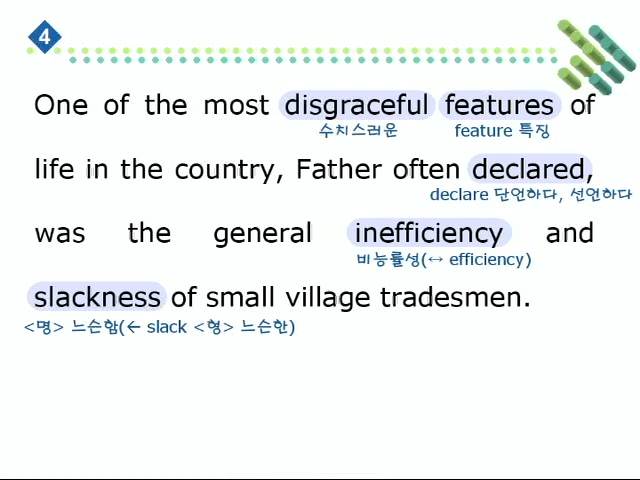 4
One of the most disgraceful features of
수치스러운 feature 특징
life in the country, Father often declared,
declare 단언하다, 선언하다
was the general inefficiency and
비능률성(↔ efficiency)
slackness of small village tradesmen.
<명> 느슨함(← slack <형> 느슨한)